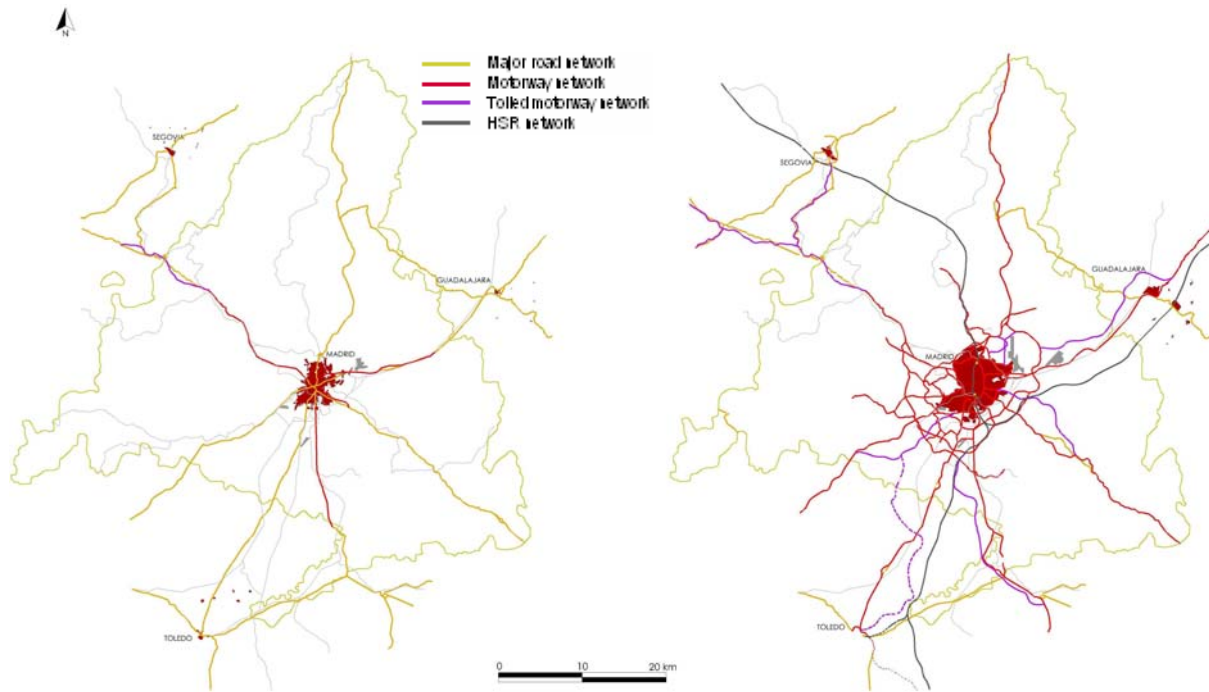 N
Major road network
Motorway network
Tolled motorway network
HSR network
SEGOVIA
GUADALAJARA
MADRID
TOLEDO
0 10 20 km
SEGOVIA
GUADALAJARA
MADRID
TOLEDO